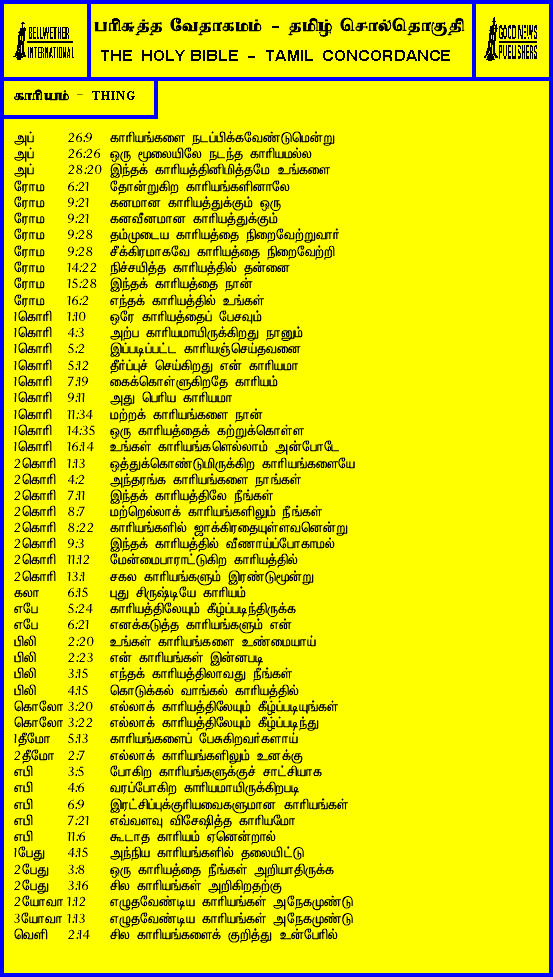 BELLWETHER
INTERNATIONAL
பரிசுத்த வேதாகமம் - தமிழ் சொல்தொகுதி
THE HOLY BIBLE - TAMIL CONCORDANCE
GOOD NEWS
PUBLISHERS
காரியம் - THING
அப் 26:9 காரியங்களை நடப்பிக்கவேண்டுமென்று
அப் 26:26 ஒரு மூலையிலே நடந்த காரியமல்ல
அப் 28:20 இந்தக் காரியத்தினிமித்தமே உங்களை
ரோம 6:21 தோன்றுகிற காரியங்களினாலே
ரோம 9:21 கனமான காரியத்துக்கும் ஒரு
ரோம 9:21 கனவீனமான காரியத்துக்கும்
ரோம 9:28 தம்முடைய காரியத்தை நிறைவேற்றுவார்
ரோம 9:28 சீக்கிரமாகவே காரியத்தை நிறைவேற்றி
ரோம 14:22 நிச்சயித்த காரியத்தில் தன்னை
ரோம 15:28 இந்தக் காரியத்தை நான்
ரோம 16:2 எந்தக் காரியத்தில் உங்கள்
1கொரி 1:10 ஒரே காரியத்தைப் பேசவும்
1கொரி 4:3 அற்ப காரியமாயிருக்கிறது நானும்
1கொரி 5:2 இப்படிப்பட்ட காரியஞ்செய்தவனை
1கொரி 5:12 தீர்ப்புச் செய்கிறது என் காரியமா
1கொரி 7:19 கைக்கொள்ளுகிறதே காரியம்
1கொரி 9:11 அது பெரிய காரியமா
1கொரி 11:34 மற்றக் காரியங்களை நான்
1கொரி 14:35 ஒரு காரியத்தைக் கற்றுக்கொள்ள
1கொரி 16:14 உங்கள் காரியங்களெல்லாம் அன்போடே
2கொரி 1:13 ஒத்துக்கொண்டுமிருக்கிற காரியங்களையே
2கொரி 4:2 அந்தரங்க காரியங்களை நாங்கள்
2கொரி 7:11 இந்தக் காரியத்திலே நீங்கள்
2கொரி 8:7 மற்றெல்லாக் காரியங்களிலும் நீங்கள்
2கொரி 8:22 காரியங்களில் ஜாக்கிரதையுள்ளவனென்று
2கொரி 9:3 இந்தக் காரியத்தில் வீணாய்ப்போகாமல்
2கொரி 11:12 மேன்மைபாராட்டுகிற காரியத்தில்
2கொரி 13:1 சகல காரியங்களும் இரண்டுமூன்று
கலா 6:15 புது சிருஷ்டியே காரியம்
எபே 5:24 காரியத்திலேயும் கீழ்ப்படிந்திருக்க
எபே 6:21 எனக்கடுத்த காரியங்களும் என்
பிலி 2:20 உங்கள் காரியங்களை உண்மையாய்
பிலி 2:23 என் காரியங்கள் இன்னபடி
பிலி 3:15 எந்தக் காரியத்திலாவது நீங்கள்
பிலி 4:15 கொடுக்கல் வாங்கல் காரியத்தில்
கொலோ 3:20 எல்லாக் காரியத்திலேயும் கீழ்ப்படியுங்கள்
கொலோ 3:22 எல்லாக் காரியத்திலேயும் கீழ்ப்படிந்து
1தீமோ 5:13 காரியங்களைப் பேசுகிறவர்களாய்
2தீமோ 2:7 எல்லாக் காரியங்களிலும் உனக்கு
எபி 3:5 போகிற காரியங்களுக்குச் சாட்சியாக
எபி 4:6 வரப்போகிற காரியமாயிருக்கிறபடி
எபி 6:9 இரட்சிப்புக்குரியவைகளுமான காரியங்கள்
எபி 7:21 எவ்வளவு விசேஷித்த காரியமோ
எபி 11:6 கூடாத காரியம் ஏனென்றால்
1பேது 4:15 அந்நிய காரியங்களில் தலையிட்டு
2பேது 3:8 ஒரு காரியத்தை நீங்கள் அறியாதிருக்க
2பேது 3:16 சில காரியங்கள் அறிகிறதற்கு
2யோவா 1:12 எழுதவேண்டிய காரியங்கள் அநேகமுண்டு
3யோவா 1:13 எழுதவேண்டிய காரியங்கள் அநேகமுண்டு
வெளி 2:14 சில காரியங்களைக் குறித்து உன்பேரில்